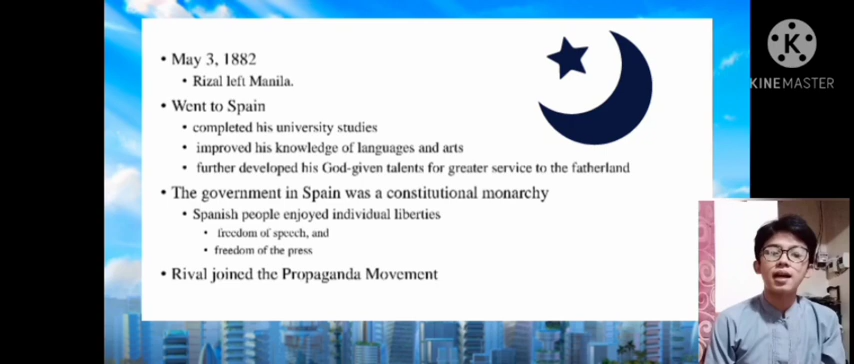 • May 3, 1882
• Rizal left Manila.
• Went to Spain
• completed his university studies
• improved his knowledge of languages and arts
• further developed his God-given talents for greater service to the fatherland
• The government in Spain was a constitutional monarchy
• Spanish people enjoyed individual liberties
• freedom of speech, and
• freedom of the press
• Rival joined the Propaganda Movement
K
KINEMASTER